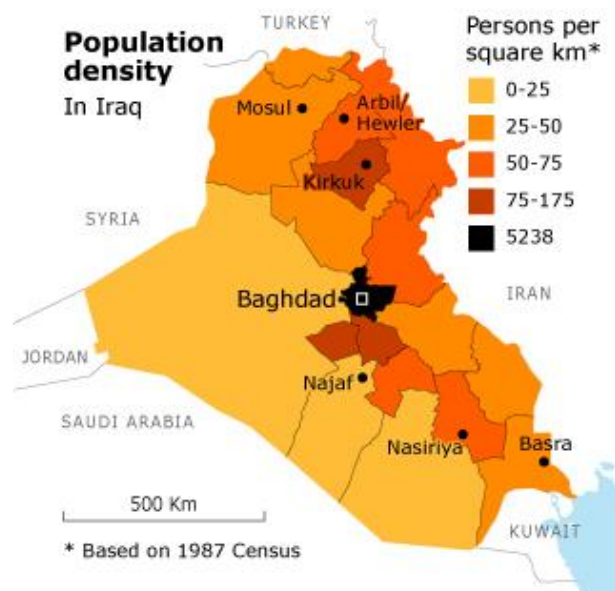 Population
density
In Iraq
Persons per
square km*
0-25
25-50
50-75
75-175
5238
TURKEY
Mosul
Arbil/
Hewler
Kirkuk
SYRIA
Baghdad
IRAN
JORDAN
Najaf
SAUDI ARABIA
Nasiriya
Basra
500 Km
KUWAIT
* Based on 1987 Census